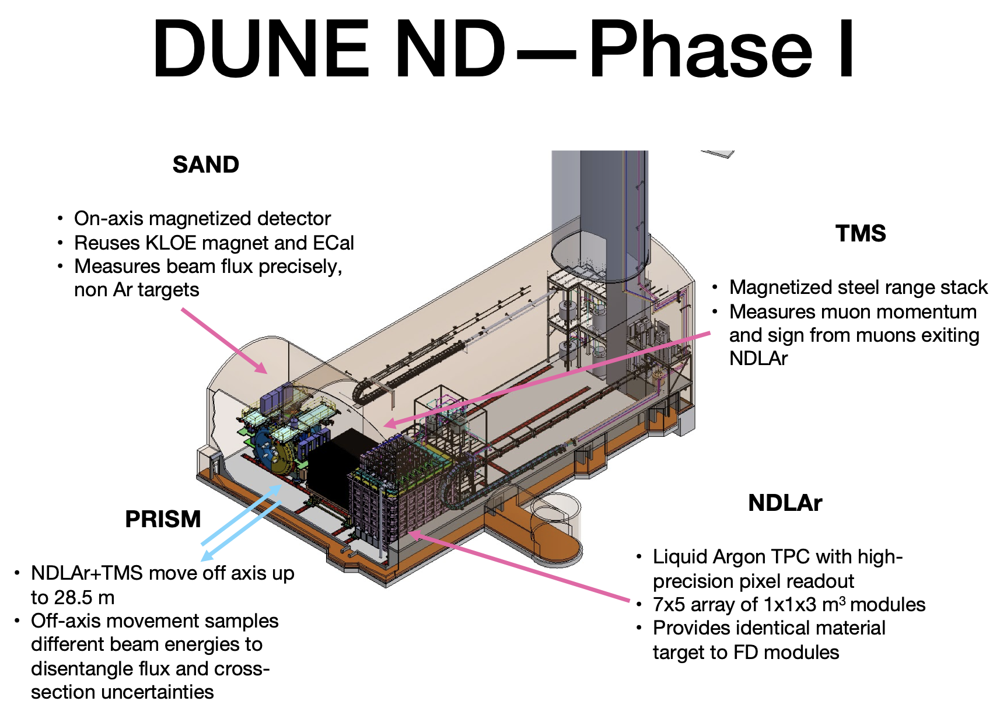 DUNE ND—Phase I
SAND
• On-axis magnetized detector
• Reuses KLOE magnet and ECal
• Measures beam flux precisely,
non Ar targets
TMS
• Magnetized steel range stack
• Measures muon momentum
and sign from muons exiting
NDLAr
PRISM
• NDLAr+TMS move off axis up
to 28.5 m
• Off-axis movement samples
different beam energies to
disentangle flux and cross-
section uncertainties
NDLAr
• Liquid Argon TPC with high-
precision pixel readout
• 7x5 array of 1x1x3 m³ modules
• Provides identical material
target to FD modules